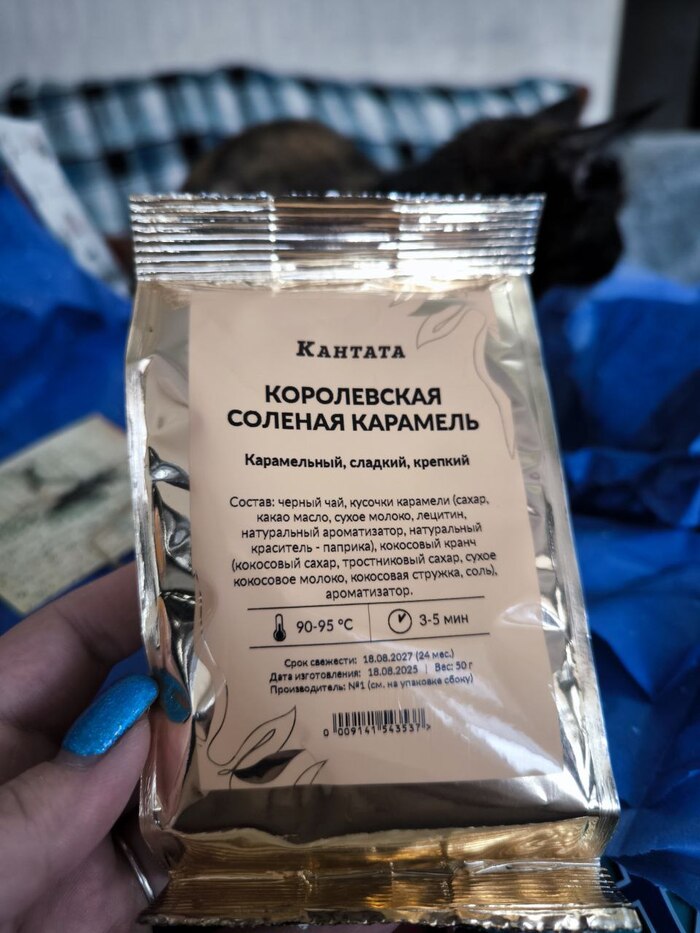 КАНТАТА
КОРОЛЕВСКАЯ
СОЛЕНАЯ КАРАМЕЛЬ
Карамельный, сладкий, крепкий
Состав: черный чай, кусочки карамели (сахар,
какао масло, сухое молоко, лецитин,
натуральный ароматизатор, натуральный
краситель - паприка), кокосовый кранч
(кокосовый сахар, тростниковый сахар, сухое
кокосовое молоко, кокосовая стружка, соль),
ароматизатор.
90-95 °C 3-5 мин
Срок свежести: 18.08.2027 (24 мес.)
Дата изготовления: 18.08.2025 | Вес: 50 г
Производитель: №1 (см. на упаковке сбоку)
0 009141 543537 >